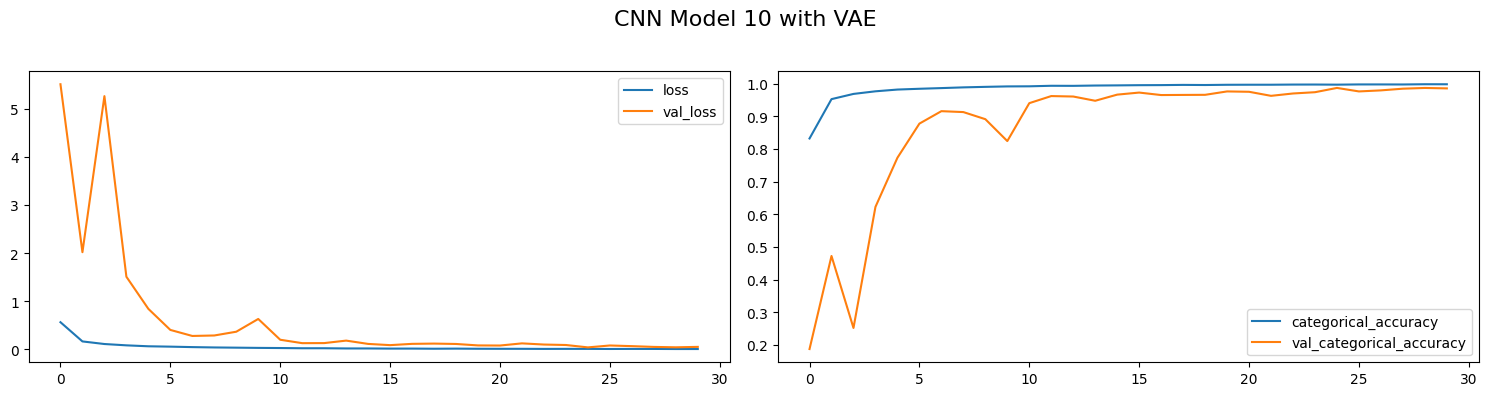 CNN Model 10 with VAE
loss
val_loss
5
4
3
2
1
0
0 5 10 15 20 25 30
1.0
0.9
0.8
0.7
0.6
0.5
0.4
0.3
0.2
categorical_accuracy
val_categorical_accuracy
0 5 10 15 20 25 30